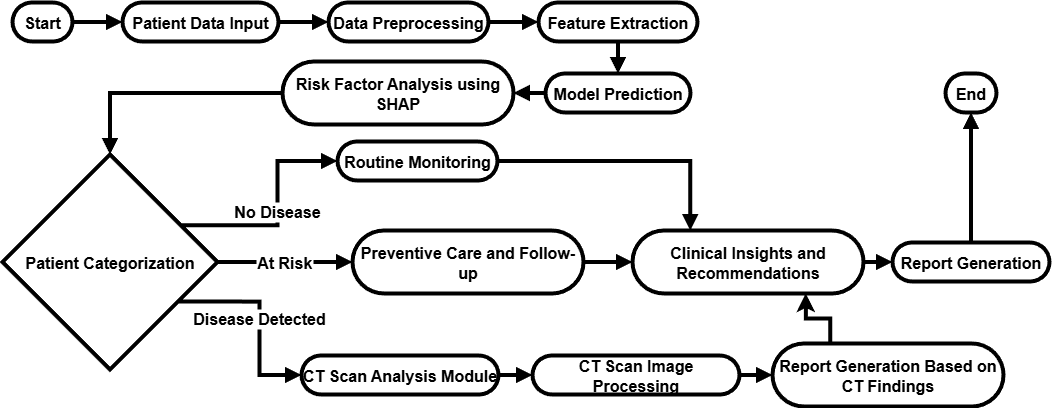 Start
Patient Data Input
Data Preprocessing
Feature Extraction
Risk Factor Analysis using
SHAP
Model Prediction
End
Routine Monitoring
No Disease
Patient Categorization
At Risk
Preventive Care and Follow-
up
Clinical Insights and
Recommendations
Report Generation
Disease Detected
CT Scan Analysis Module
CT Scan Image
Processing
Report Generation Based on
CT Findings